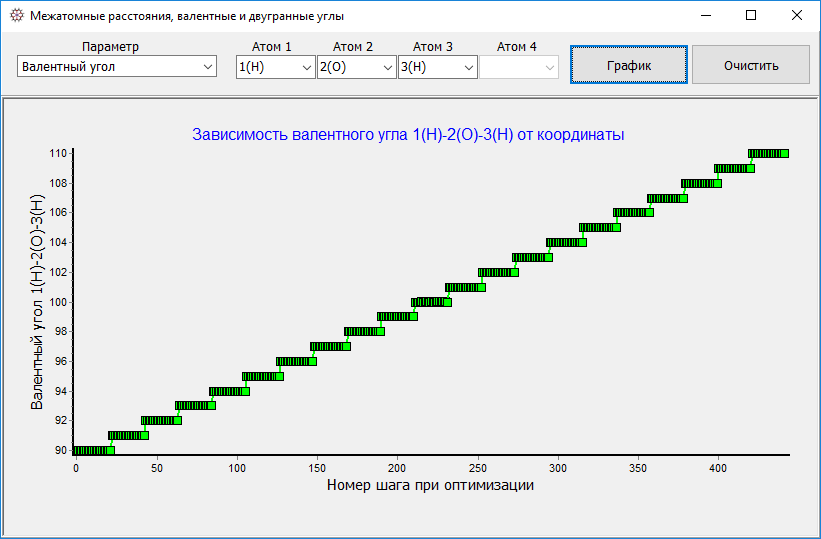 Межатомные расстояния, валентные и двугранные углы
Параметр Атом 1 Атом 2 Атом 3 Атом 4
Валентный угол 1(H) 2(O) 3(H) График Очистить
Зависимость валентного угла 1(H)-2(O)-3(H) от координаты
Валентный угол 1(H)-2(O)-3(H)
110
108
106
104
102
100
98
96
94
92
90
0 50 100 150 200 250 300 350 400
Номер шага при оптимизации